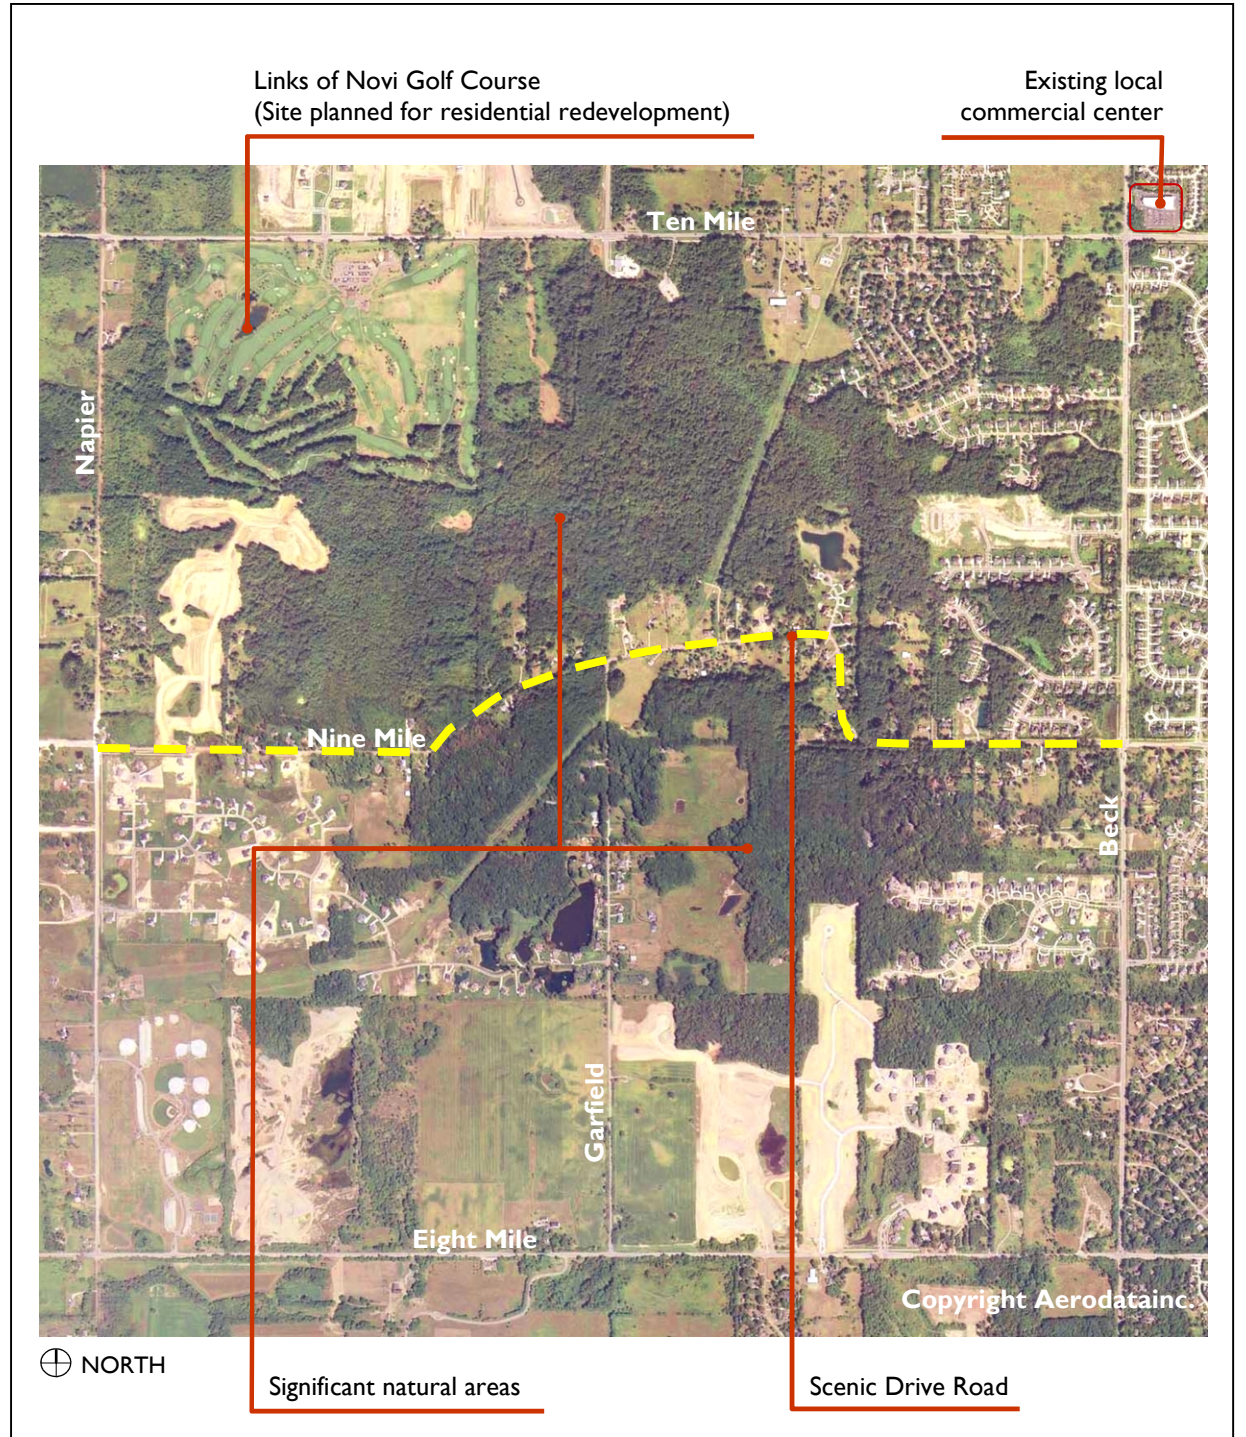 Links of Novi Golf Course
(Site planned for residential redevelopment)
Existing local
commercial center
Ten Mile
Napier
Nine Mile
Beck
Garfield
Eight Mile
Copyright Aerodatainc.
NORTH
Significant natural areas
Scenic Drive Road